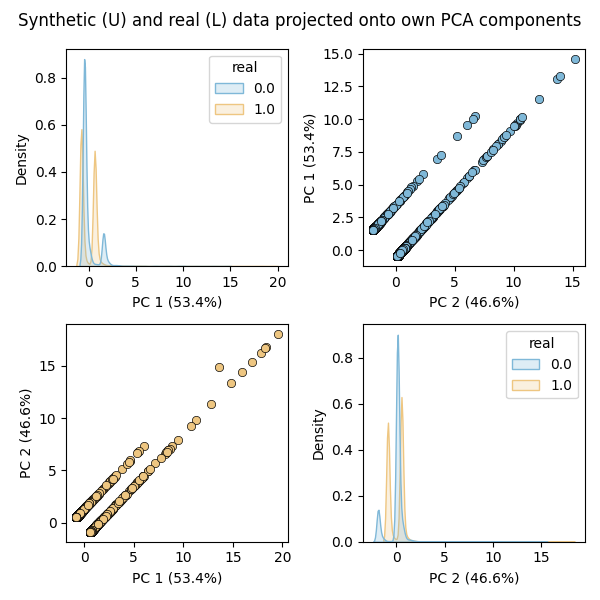 Synthetic (U) and real (L) data projected onto own PCA components
real
0.0
1.0
Density
0.8
0.6
0.4
0.2
0.0
0 5 10 15 20
PC 1 (53.4%)
PC 1 (53.4%)
15.0
12.5
10.0
7.5
5.0
2.5
0.0
0 5 10 15
PC 2 (46.6%)
PC 2 (46.6%)
15
10
5
0
0 5 10 15 20
PC 1 (53.4%)
real
0.0
1.0
Density
0.8
0.6
0.4
0.2
0.0
0 5 10 15
PC 2 (46.6%)